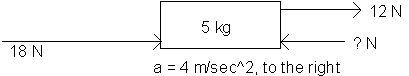 5 kg
12 N
18 N
? N
a = 4 m/sec^2, to the right